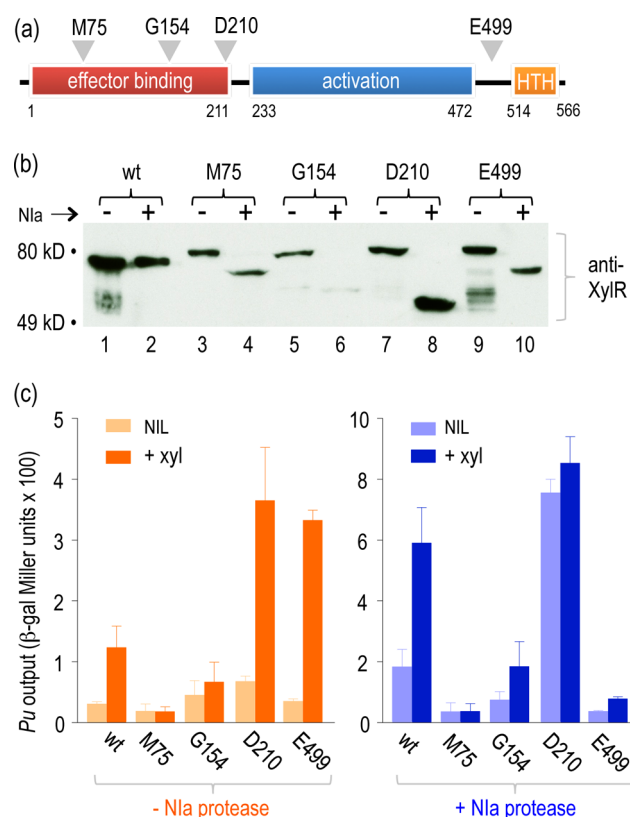 (a)
M75 G154 D210 E499
effector binding activation HTH
1 211 233 472 514 566
(b)
wt M75 G154 D210 E499
NIa → - + - + - + - + - +
80 kD •
49 kD •
anti-
XylR
1 2 3 4 5 6 7 8 9 10
(c)
Pu output (β-gal Miller units x 100)
5
4
3
2
1
0
NIL
+ xyl
wt M75 G154 D210 E499
- NIa protease
10
8
6
4
2
0
NIL
+ xyl
wt M75 G154 D210 E499
+ NIa protease